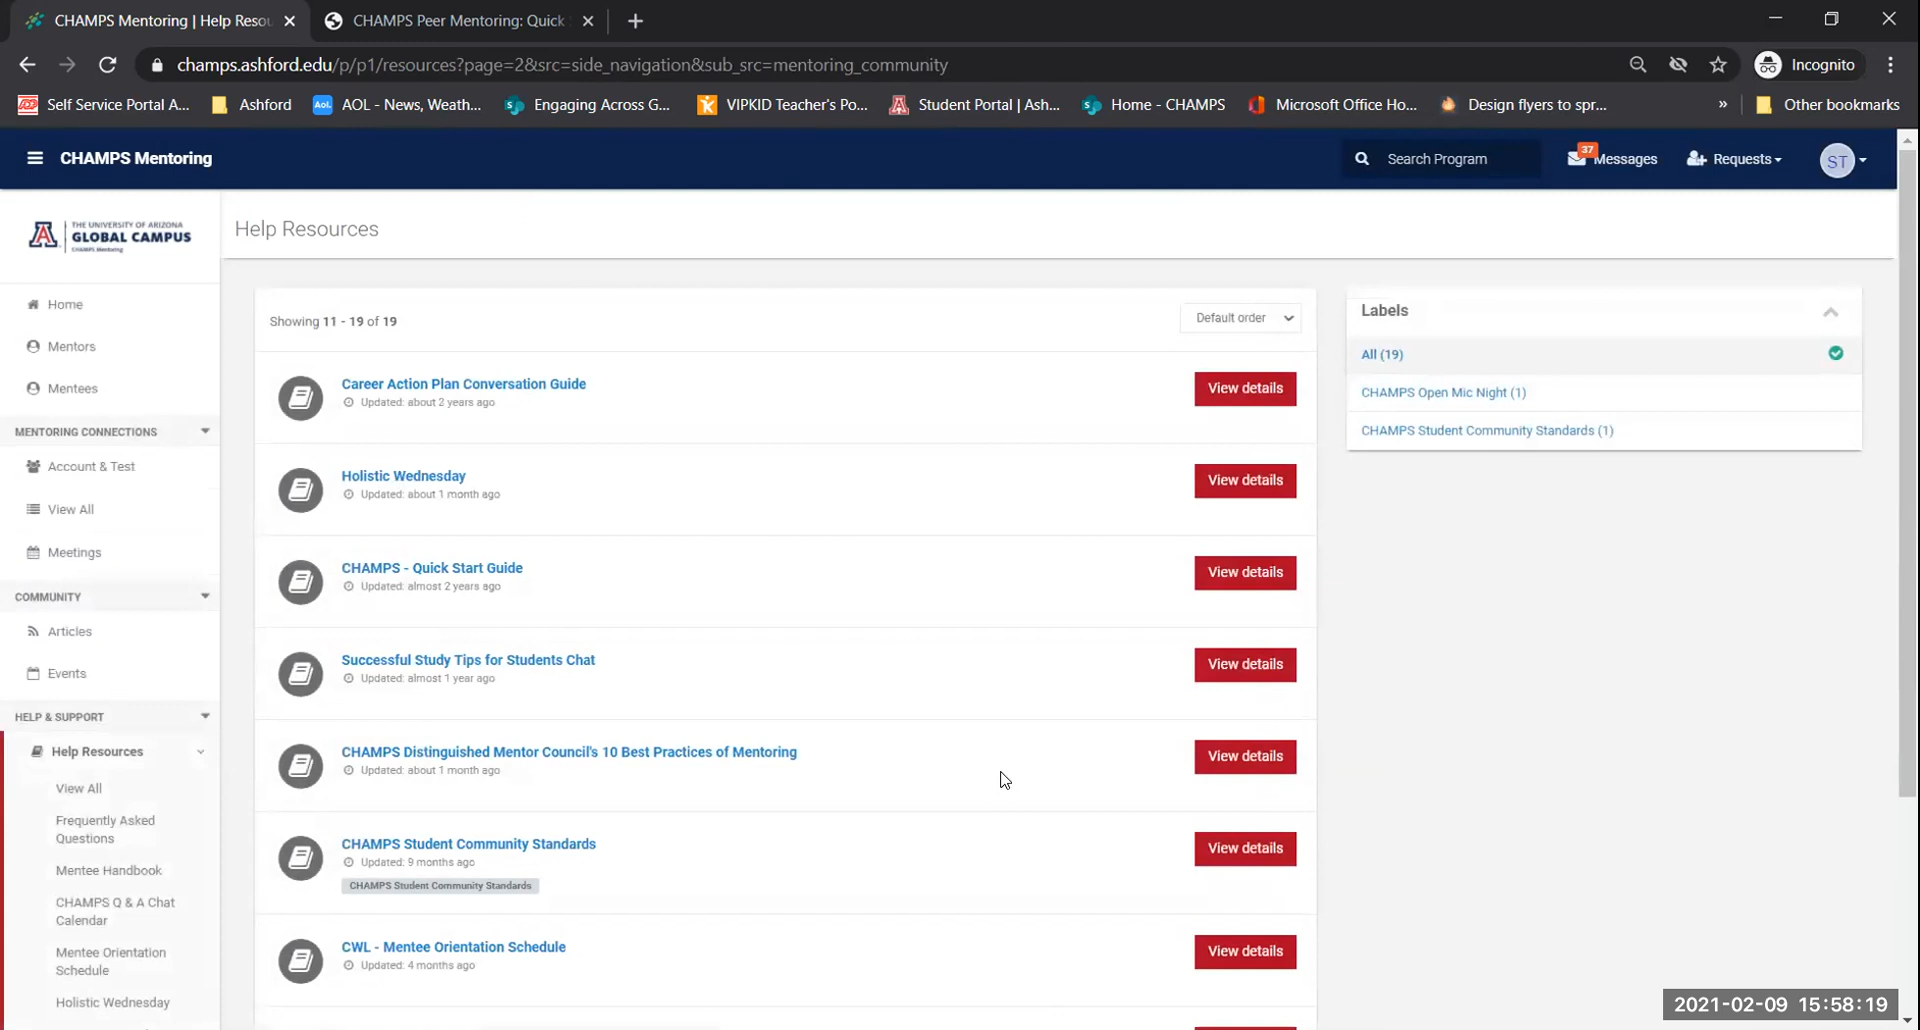 CHAMPS Mentoring | Help Resou
CHAMPS Peer Mentoring: Quick S
champs.ashford.edu/p/p1/resources?page=2&src=side_navigation&sub_src=mentoring_community
Incognito
Self Service Portal A...
Ashford
Aol.
AOL - News, Weath...
Engaging Across G...
VIPKID Teacher's Po...
Student Portal | Ash...
Home - CHAMPS
Microsoft Office Ho...
Design flyers to spr...
»
Other bookmarks
CHAMPS Mentoring
Search Program
37
Messages
Requests
ST
THE UNIVERSITY OF ARIZONA
GLOBAL CAMPUS
CHAMPS Mentoring
Help Resources
Home
Mentors
Mentees
MENTORING CONNECTIONS
Account & Test
View All
Meetings
COMMUNITY
Articles
Events
HELP & SUPPORT
Help Resources
View All
Frequently Asked
Questions
Mentee Handbook
CHAMPS Q & A Chat
Calendar
Mentee Orientation
Schedule
Holistic Wednesday
Showing 11 - 19 of 19
Default order
Career Action Plan Conversation Guide
Updated: about 2 years ago
View details
Holistic Wednesday
Updated: about 1 month ago
View details
CHAMPS - Quick Start Guide
Updated: almost 2 years ago
View details
Successful Study Tips for Students Chat
Updated: almost 1 year ago
View details
CHAMPS Distinguished Mentor Council's 10 Best Practices of Mentoring
Updated: about 1 month ago
View details
CHAMPS Student Community Standards
Updated: 9 months ago
CHAMPS Student Community Standards
View details
CWL - Mentee Orientation Schedule
Updated: 4 months ago
View details
Labels
All (19)
CHAMPS Open Mic Night (1)
CHAMPS Student Community Standards (1)
2021-02-09 15:58:19